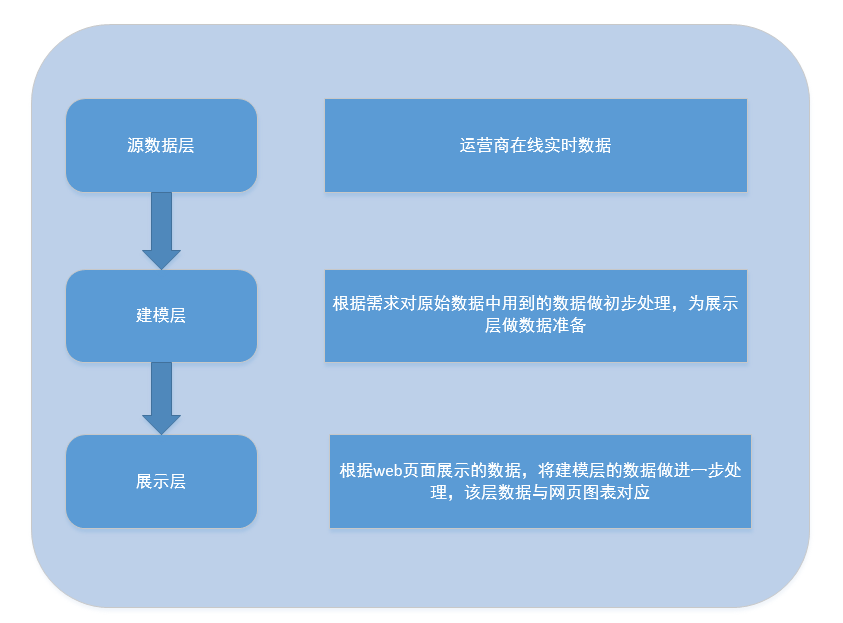 源数据层
运营商在线实时数据
建模层
根据需求对原始数据中用到的数据做初步处理，为展示
层做数据准备
展示层
根据web页面展示的数据，将建模层的数据做进一步处
理，该层数据与网页图表对应